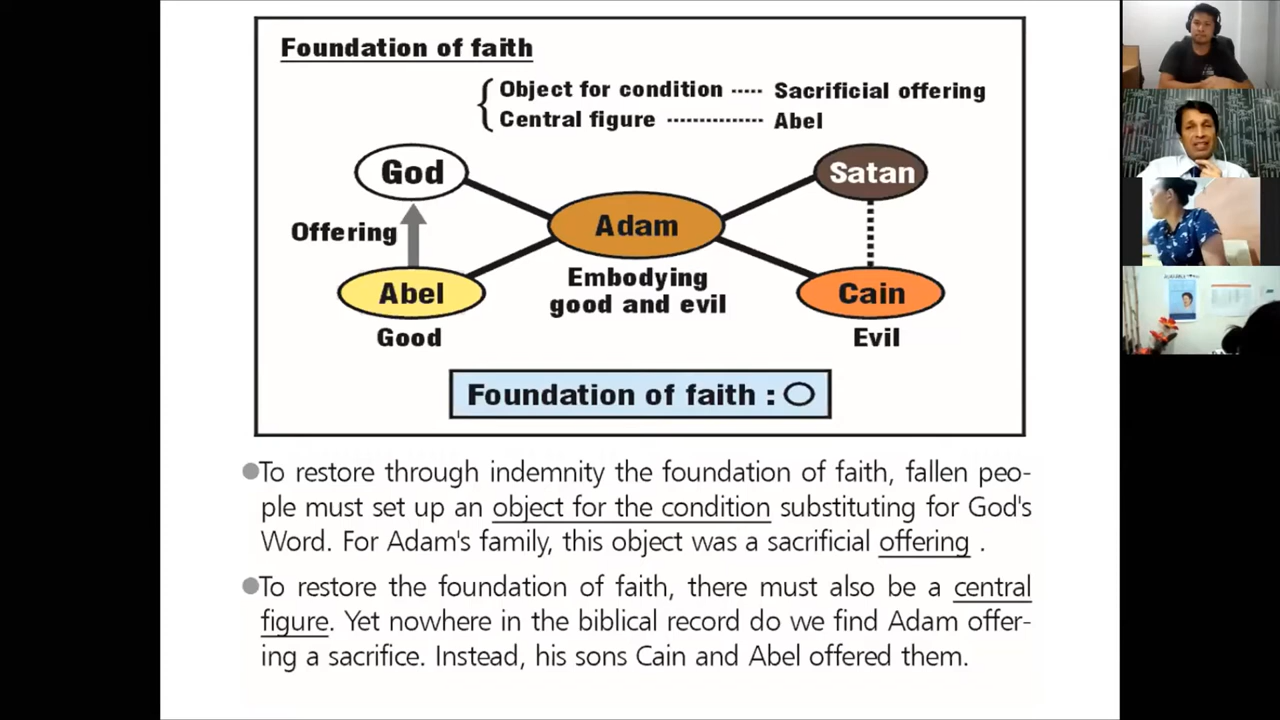 Foundation of faith
Object for condition ····· Sacrificial offering
Central figure ·············· Abel
God
Satan
Adam
Offering
Embodying
good and evil
Abel
Cain
Good
Evil
Foundation of faith : ○
●To restore through indemnity the foundation of faith, fallen peo-
ple must set up an object for the condition substituting for God's
Word. For Adam's family, this object was a sacrificial offering .
●To restore the foundation of faith, there must also be a central
figure. Yet nowhere in the biblical record do we find Adam offer-
ing a sacrifice. Instead, his sons Cain and Abel offered them.